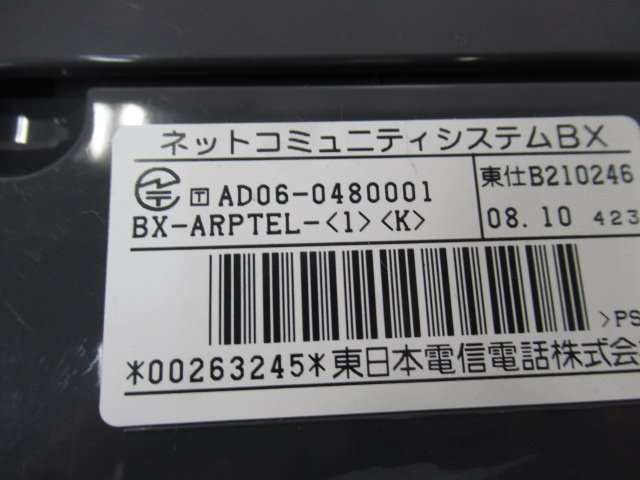 ネットコミュニティシステムBX
T AD06-0480001
東仕B210246
BX-ARPTEL-<1><K>
08.10 423
>PS
*00263245*東日本電信電話株式会